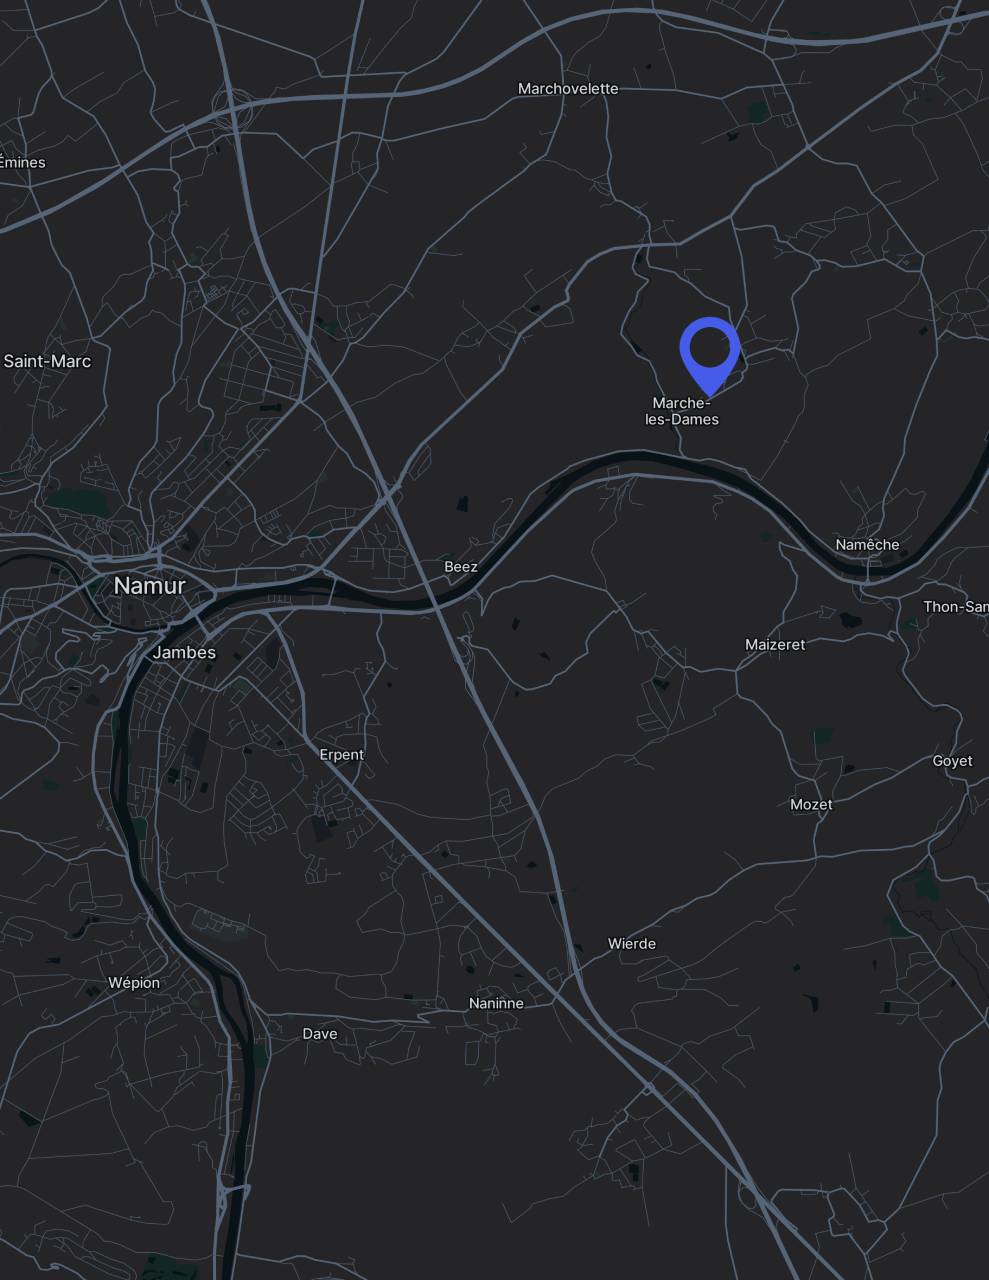 Marchovelette
Émines
Saint-Marc
Marche-
les-Dames
Namêche
Beez
Namur
Thon-Sam
Maizeret
Jambes
Erpent
Goyet
Mozet
Wierde
Wépion
Naninne
Dave